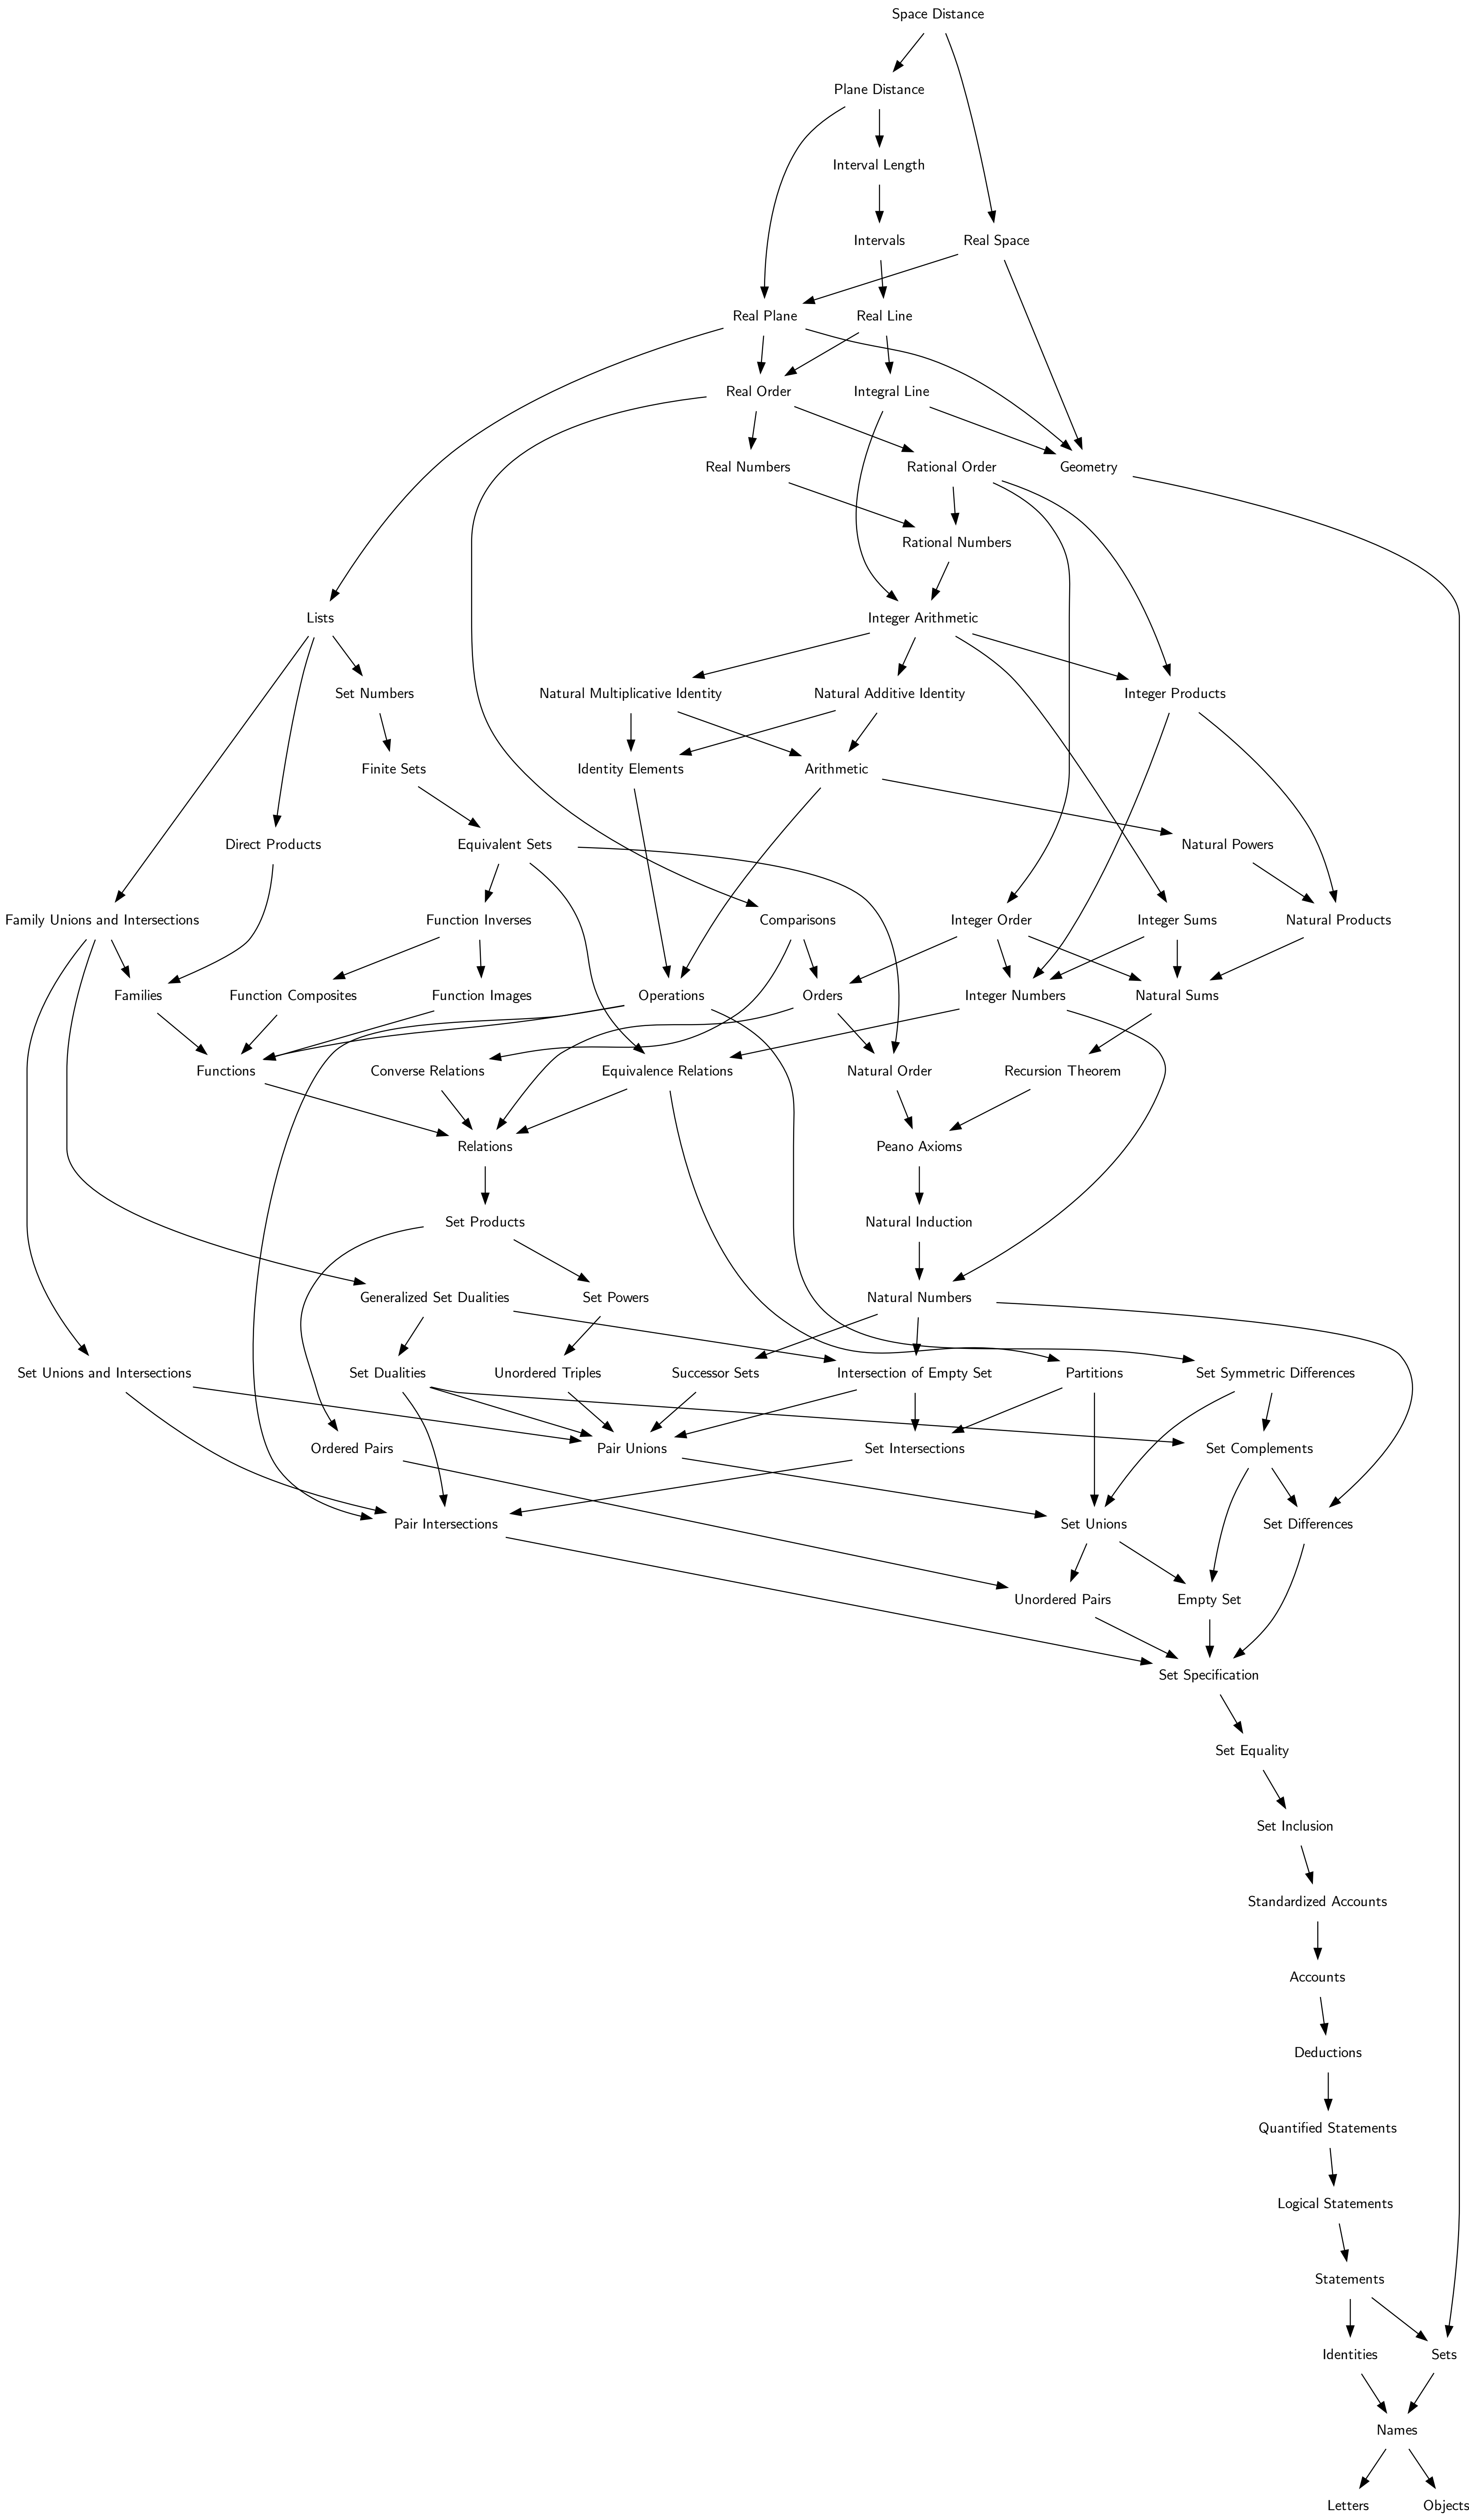 Space Distance
Plane Distance
Interval Length
Intervals
Real Space
Real Plane
Real Line
Real Order
Integral Line
Real Numbers
Rational Order
Geometry
Rational Numbers
Lists
Integer Arithmetic
Set Numbers
Natural Multiplicative Identity
Natural Additive Identity
Integer Products
Finite Sets
Identity Elements
Arithmetic
Direct Products
Equivalent Sets
Natural Powers
Family Unions and Intersections
Function Inverses
Comparisons
Integer Order
Integer Sums
Natural Products
Families
Function Composites
Function Images
Operations
Orders
Integer Numbers
Natural Sums
Functions
Converse Relations
Equivalence Relations
Natural Order
Recursion Theorem
Relations
Peano Axioms
Set Products
Natural Induction
Generalized Set Dualities
Set Powers
Natural Numbers
Set Unions and Intersections
Set Dualities
Unordered Triples
Successor Sets
Intersection of Empty Set
Partitions
Set Symmetric Differences
Ordered Pairs
Pair Unions
Set Intersections
Set Complements
Pair Intersections
Set Unions
Set Differences
Unordered Pairs
Empty Set
Set Specification
Set Equality
Set Inclusion
Standardized Accounts
Accounts
Deductions
Quantified Statements
Logical Statements
Statements
Identities
Sets
Names
Letters
Objects